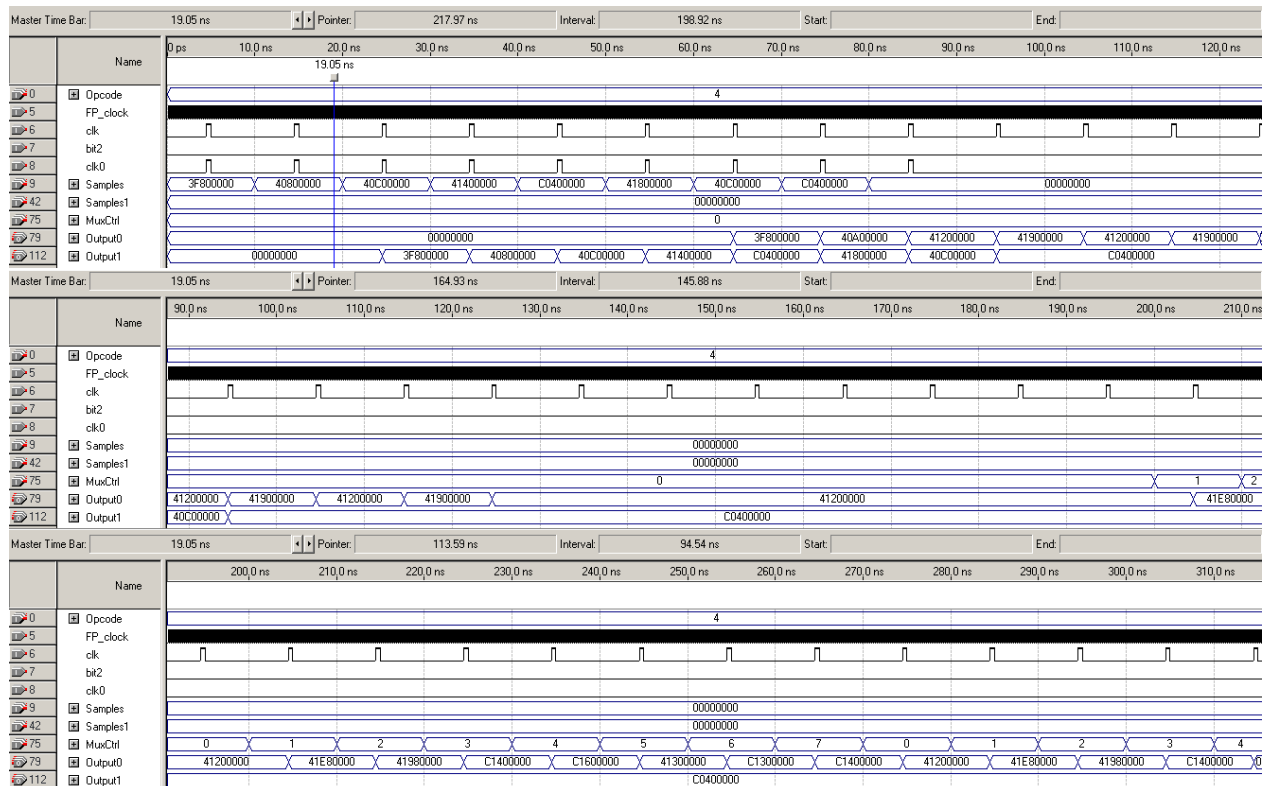 Master Time Bar: 19.05 ns Pointer: 217.97 ns Interval: 198.92 ns Start: End:
Name 0 ps 10.0 ns 20.0 ns 30.0 ns 40.0 ns 50.0 ns 60.0 ns 70.0 ns 80.0 ns 90.0 ns 100.0 ns 110.0 ns 120.0 ns
19.05 ns
0 Opcode 4
5 FP_clock
6 clk
7 bit2
8 clk0
9 Samples 3F800000 40800000 40C00000 41400000 C0400000 41800000 40C00000 C0400000 00000000
42 Samples1 00000000
75 MuxCtrl 0
79 Output0 00000000 3F800000 40A00000 41200000 41900000 41200000 41900000
112 Output1 00000000 3F800000 40800000 40C00000 41400000 C0400000 41800000 40C00000 C0400000
Master Time Bar: 19.05 ns Pointer: 164.93 ns Interval: 145.88 ns Start: End:
Name 90.0 ns 100.0 ns 110.0 ns 120.0 ns 130.0 ns 140.0 ns 150.0 ns 160.0 ns 170.0 ns 180.0 ns 190.0 ns 200.0 ns 210.0 ns
0 Opcode 4
5 FP_clock
6 clk
7 bit2
8 clk0
9 Samples 00000000
42 Samples1 00000000
75 MuxCtrl 0 1 2
79 Output0 41200000 41900000 41200000 41900000 41200000 41E80000
112 Output1 40C00000 C0400000
Master Time Bar: 19.05 ns Pointer: 113.59 ns Interval: 94.54 ns Start: End:
Name 200.0 ns 210.0 ns 220.0 ns 230.0 ns 240.0 ns 250.0 ns 260.0 ns 270.0 ns 280.0 ns 290.0 ns 300.0 ns 310.0 ns
0 Opcode 4
5 FP_clock
6 clk
7 bit2
8 clk0
9 Samples 00000000
42 Samples1 00000000
75 MuxCtrl 0 1 2 3 4 5 6 7 0 1 2 3 4
79 Output0 41200000 41E80000 41980000 C1400000 C1600000 41300000 C1300000 C1400000 41200000 41E80000 41980000 C1400000
112 Output1 C0400000